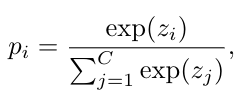 p_i = \frac{\exp(z_i)}{\sum_{j=1}^{C} \exp(z_j)},